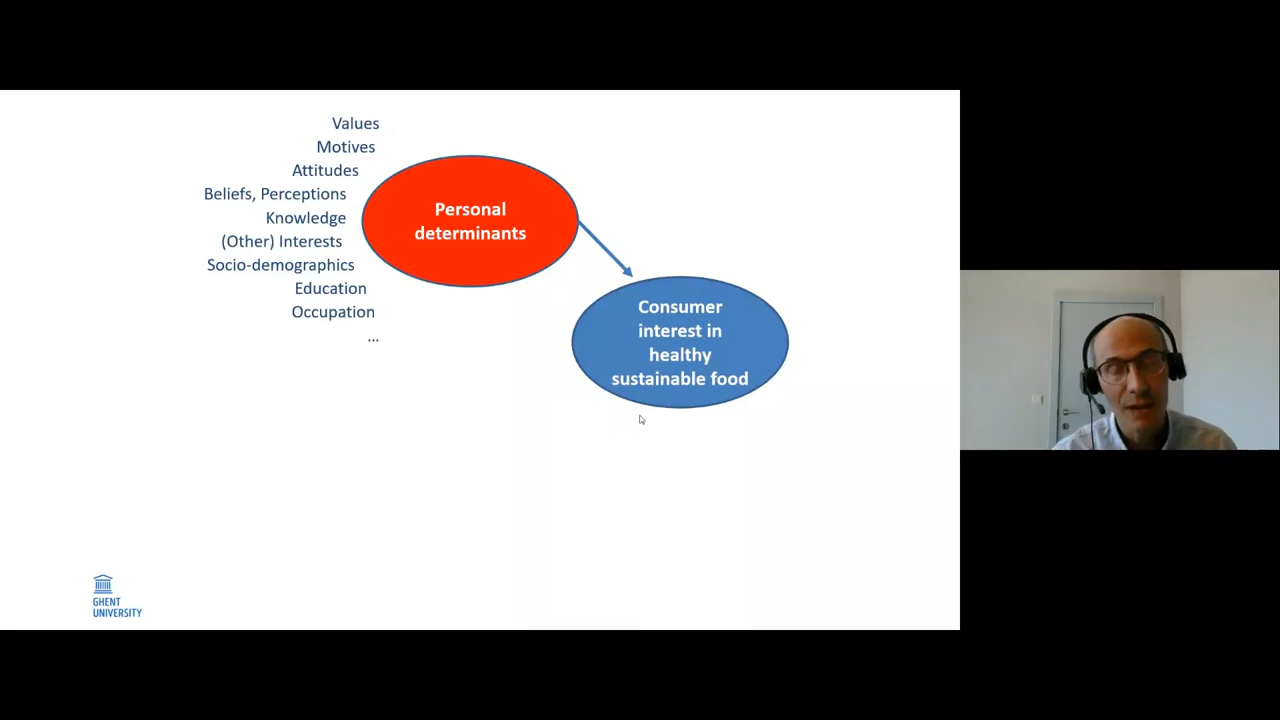 Values
Motives
Attitudes
Beliefs, Perceptions
Knowledge
(Other) Interests
Socio-demographics
Education
Occupation
...
Personal
determinants
Consumer
interest in
healthy
sustainable food
GHENT
UNIVERSITY